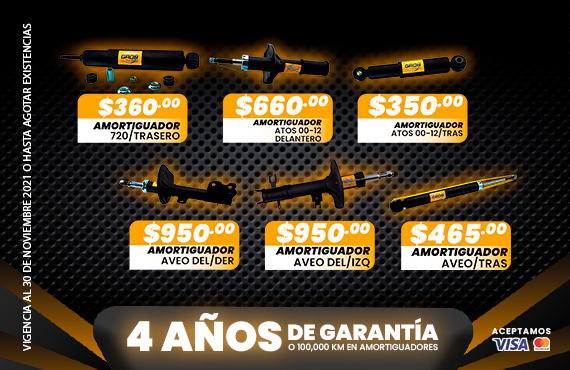 VIGENCIA AL 30 DE NOVIEMBRE 2021 O HASTA AGOTAR EXISTENCIAS
$360.00
AMORTIGUADOR
720/TRASERO
$660.00
AMORTIGUADOR
ATOS 00-12
DELANTERO
$350.00
AMORTIGUADOR
ATOS 00-12/TRAS
$950.00
AMORTIGUADOR
AVEO DEL/DER
$950.00
AMORTIGUADOR
AVEO DEL/IZQ
$465.00
AMORTIGUADOR
AVEO/TRAS
4 AÑOS DE GARANTÍA
O 100,000 KM EN AMORTIGUADORES
ACEPTAMOS
VISA